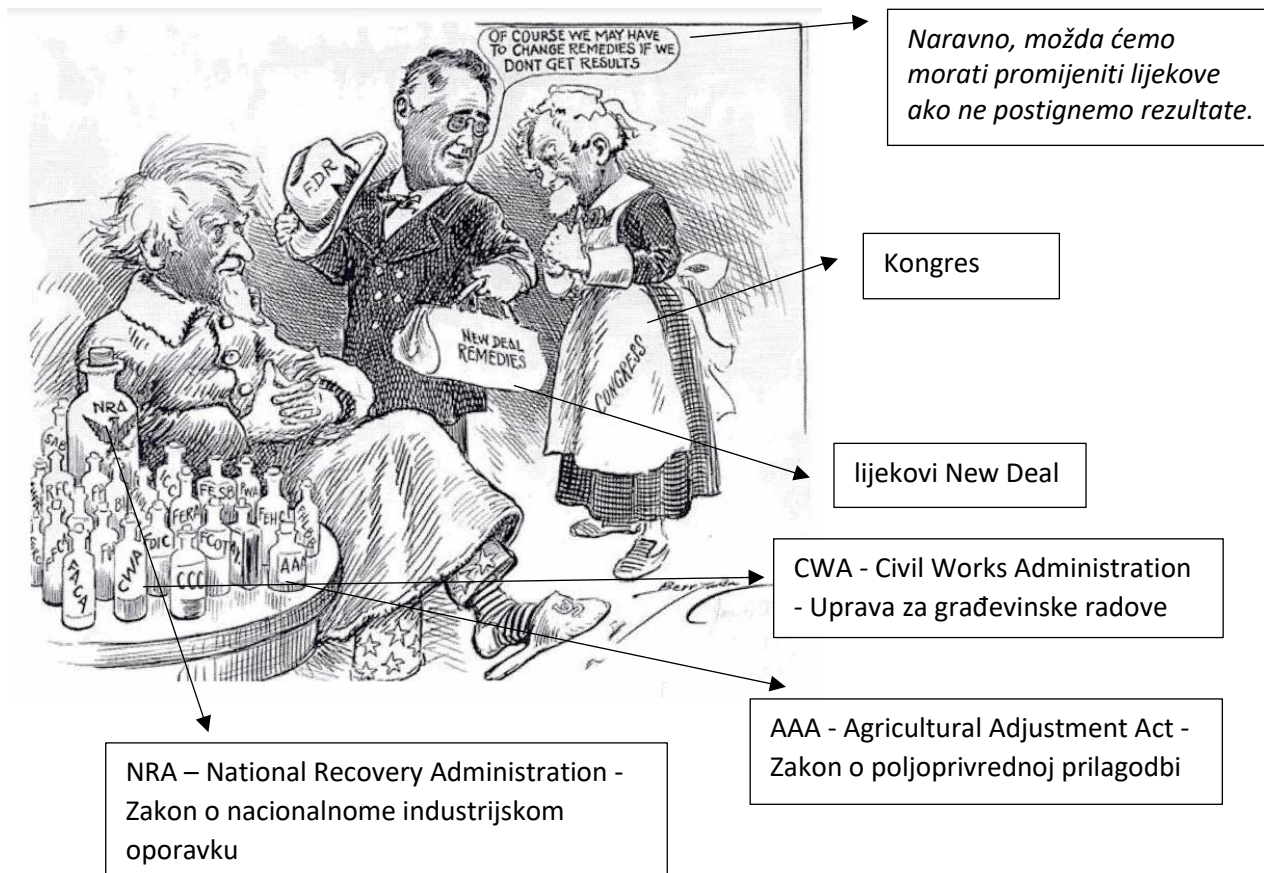 OF COURSE WE MAY HAVE
TO CHANGE REMEDIES IF WE
DONT GET RESULTS
Naravno, možda ćemo
morati promijeniti lijekove
ako ne postignemo rezultate.
F.D.R
Kongres
NEW DEAL
REMEDIES
CONGRESS
NRA
lijekovi New Deal
RFC
FESB
PWA
FERA
FEHC
FDIC
FCOT
AAA
FACA
CWA
CCC
CWA - Civil Works Administration
- Uprava za građevinske radove
AAA - Agricultural Adjustment Act -
Zakon o poljoprivrednoj prilagodbi
NRA – National Recovery Administration -
Zakon o nacionalnome industrijskom
oporavku